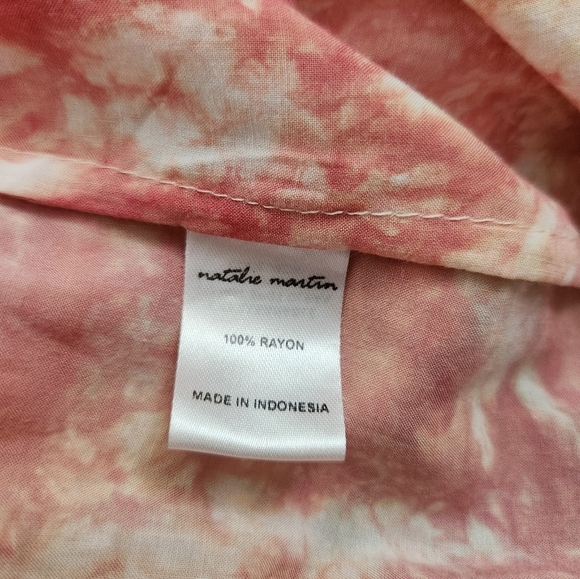 natalie martin
100% RAYON
MADE IN INDONESIA